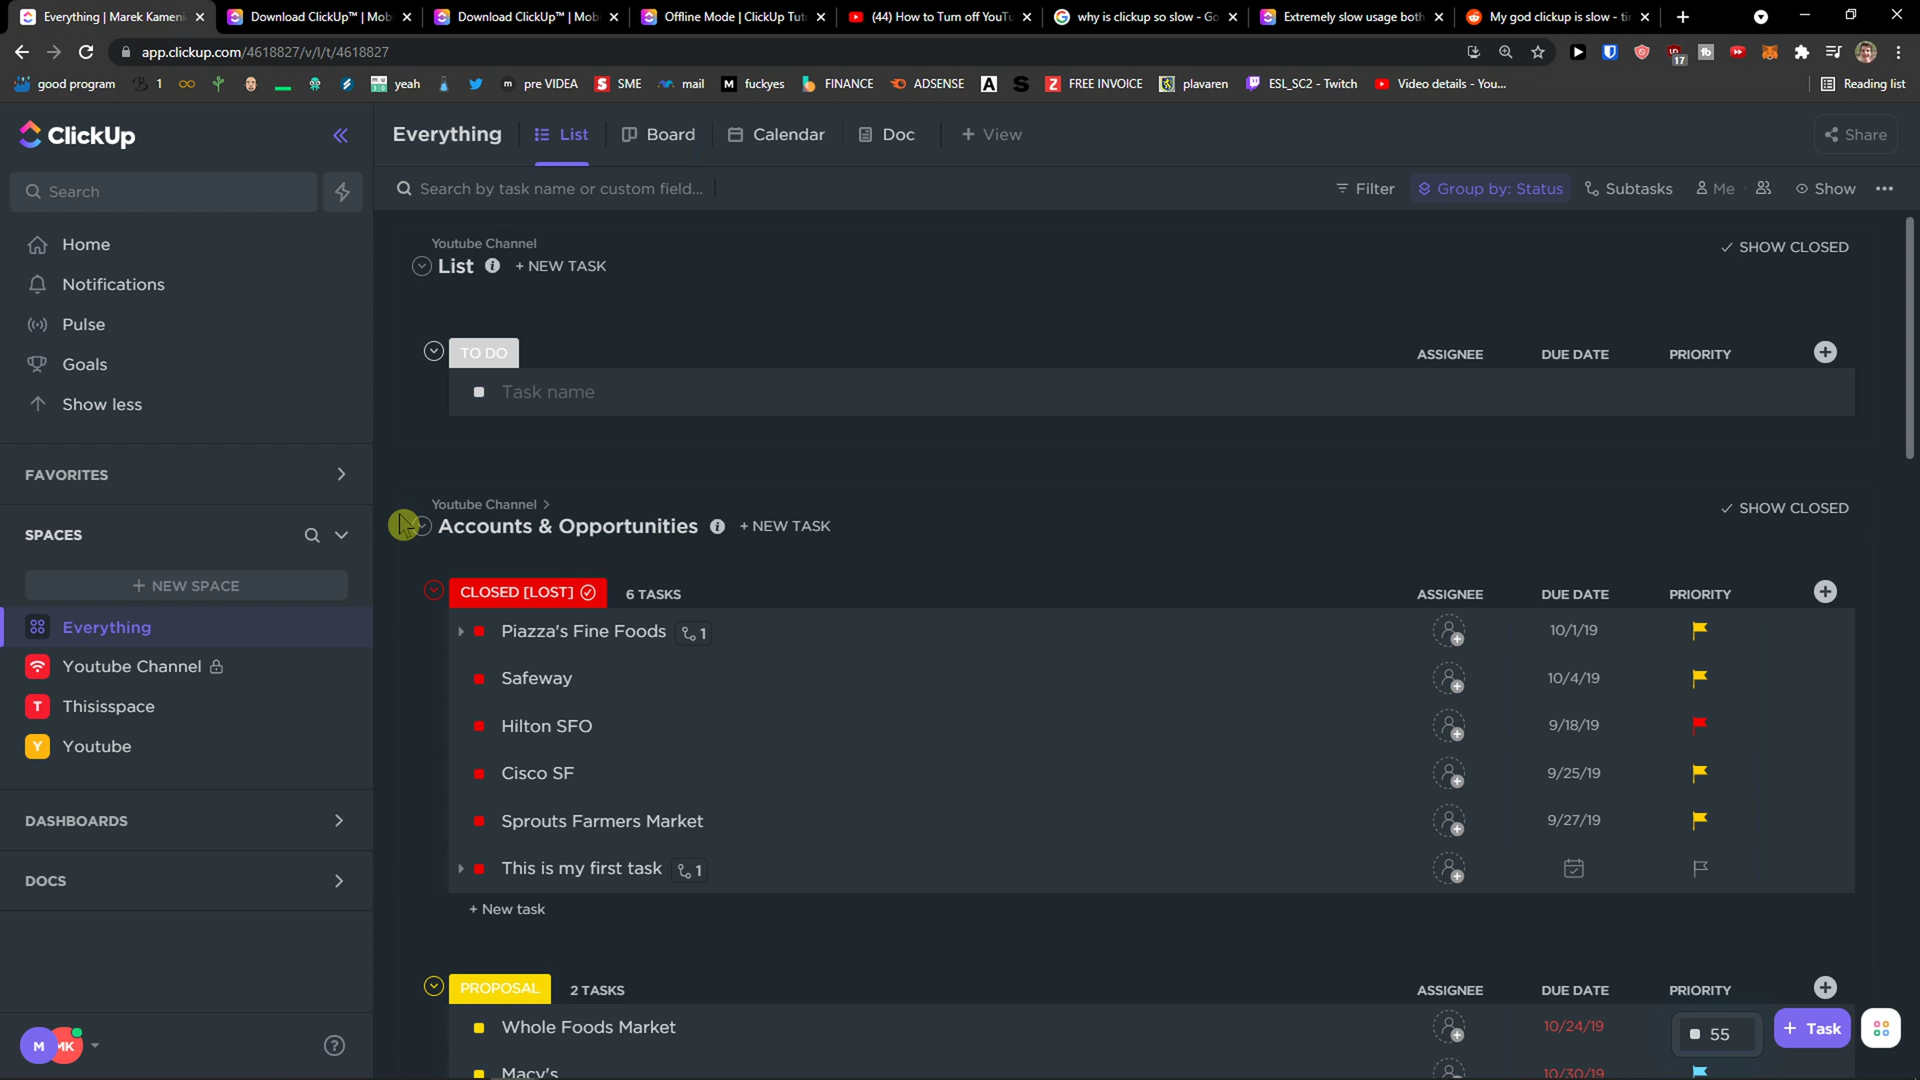 Everything | Marek Kameni
Download ClickUp™ | Mob
Download ClickUp™ | Mob
Offline Mode | ClickUp Tut
(44) How to Turn off YouTu
why is clickup so slow - Go
Extremely slow usage both
My god clickup is slow - tir
app.clickup.com/4618827/v/l/t/4618827
17
good program
1
yeah
pre VIDEA
SME
mail
fuckyes
FINANCE
ADSENSE
FREE INVOICE
plavaren
ESL_SC2 - Twitch
Video details - You...
Reading list
ClickUp
Everything
List
Board
Calendar
Doc
+ View
Share
Search
Search by task name or custom field...
Filter
Group by: Status
Subtasks
Me
Show
Home
Notifications
Pulse
Goals
Show less
FAVORITES
SPACES
+ NEW SPACE
Everything
Youtube Channel
T Thisisspace
Y Youtube
DASHBOARDS
DOCS
M MK
Youtube Channel
SHOW CLOSED
List + NEW TASK
TO DO ASSIGNEE DUE DATE PRIORITY
Task name
Youtube Channel >
SHOW CLOSED
Accounts & Opportunities + NEW TASK
CLOSED [LOST] 6 TASKS ASSIGNEE DUE DATE PRIORITY
Piazza's Fine Foods 1 10/1/19
Safeway 10/4/19
Hilton SFO 9/18/19
Cisco SF 9/25/19
Sprouts Farmers Market 9/27/19
This is my first task 1
+ New task
PROPOSAL 2 TASKS ASSIGNEE DUE DATE PRIORITY
Whole Foods Market 10/24/19
55
+ Task
Macy's 10/30/19